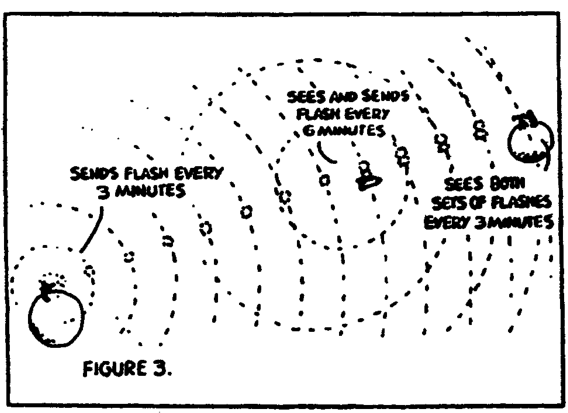 SEES AND SENDS
FLASH EVERY
6 MINUTES
SENDS FLASH EVERY
3 MINUTES
SEES BOTH
SETS OF FLASHES
EVERY 3 MINUTES
FIGURE 3.